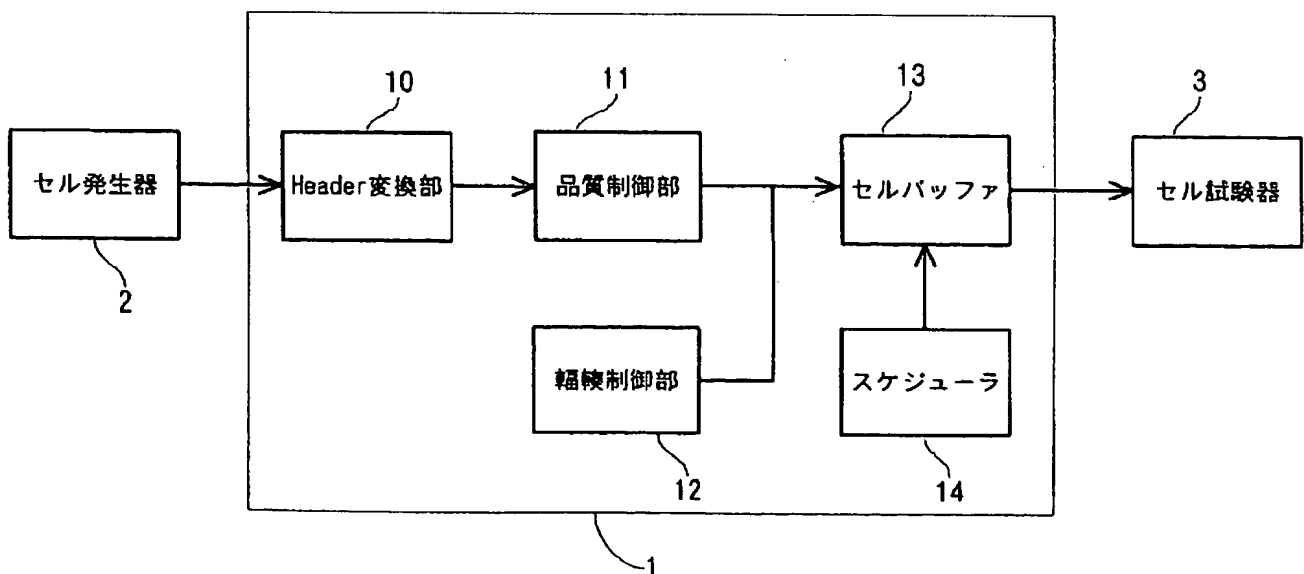 10
11
13
3
セル発生器
Header変換部
品質制御部
セルバッファ
セル試験器
2
輻輳制御部
スケジューラ
12
14
1